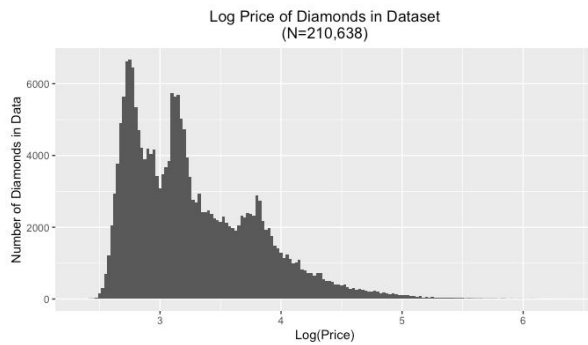 Log Price of Diamonds in Dataset
(N=210,638)
Number of Diamonds in Data
6000
4000
2000
0
3
4
5
6
Log(Price)